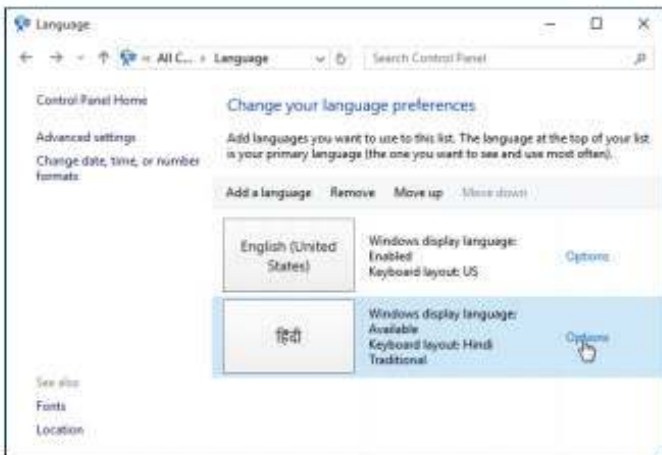 Language
« All C... › Language
Search Control Panel
Control Panel Home
Advanced settings
Change date, time, or number
formats
See also
Fonts
Location
Change your language preferences
Add languages you want to use to this list. The language at the top of your list
is your primary language (the one you want to see and use most often).
Add a language Remove Move up Move down
English (United
States)
Windows display language:
Enabled
Keyboard layout: US
Options
हिंदी
Windows display language:
Available
Keyboard layout: Hindi
Traditional
Options